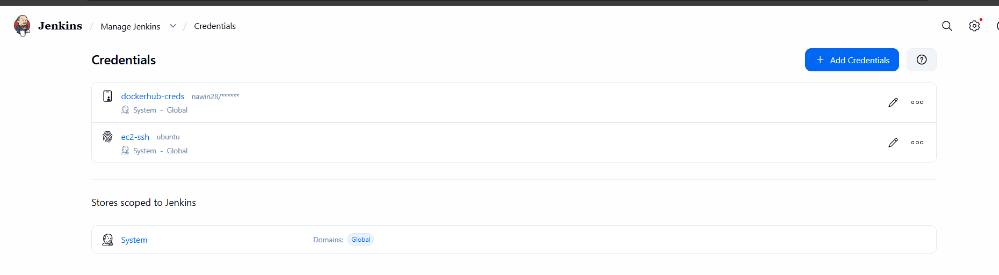 Jenkins / Manage Jenkins / Credentials
Credentials
+ Add Credentials
dockerhub-creds nawin28/******
System - Global
ec2-ssh ubuntu
System - Global
Stores scoped to Jenkins
System Domains: Global